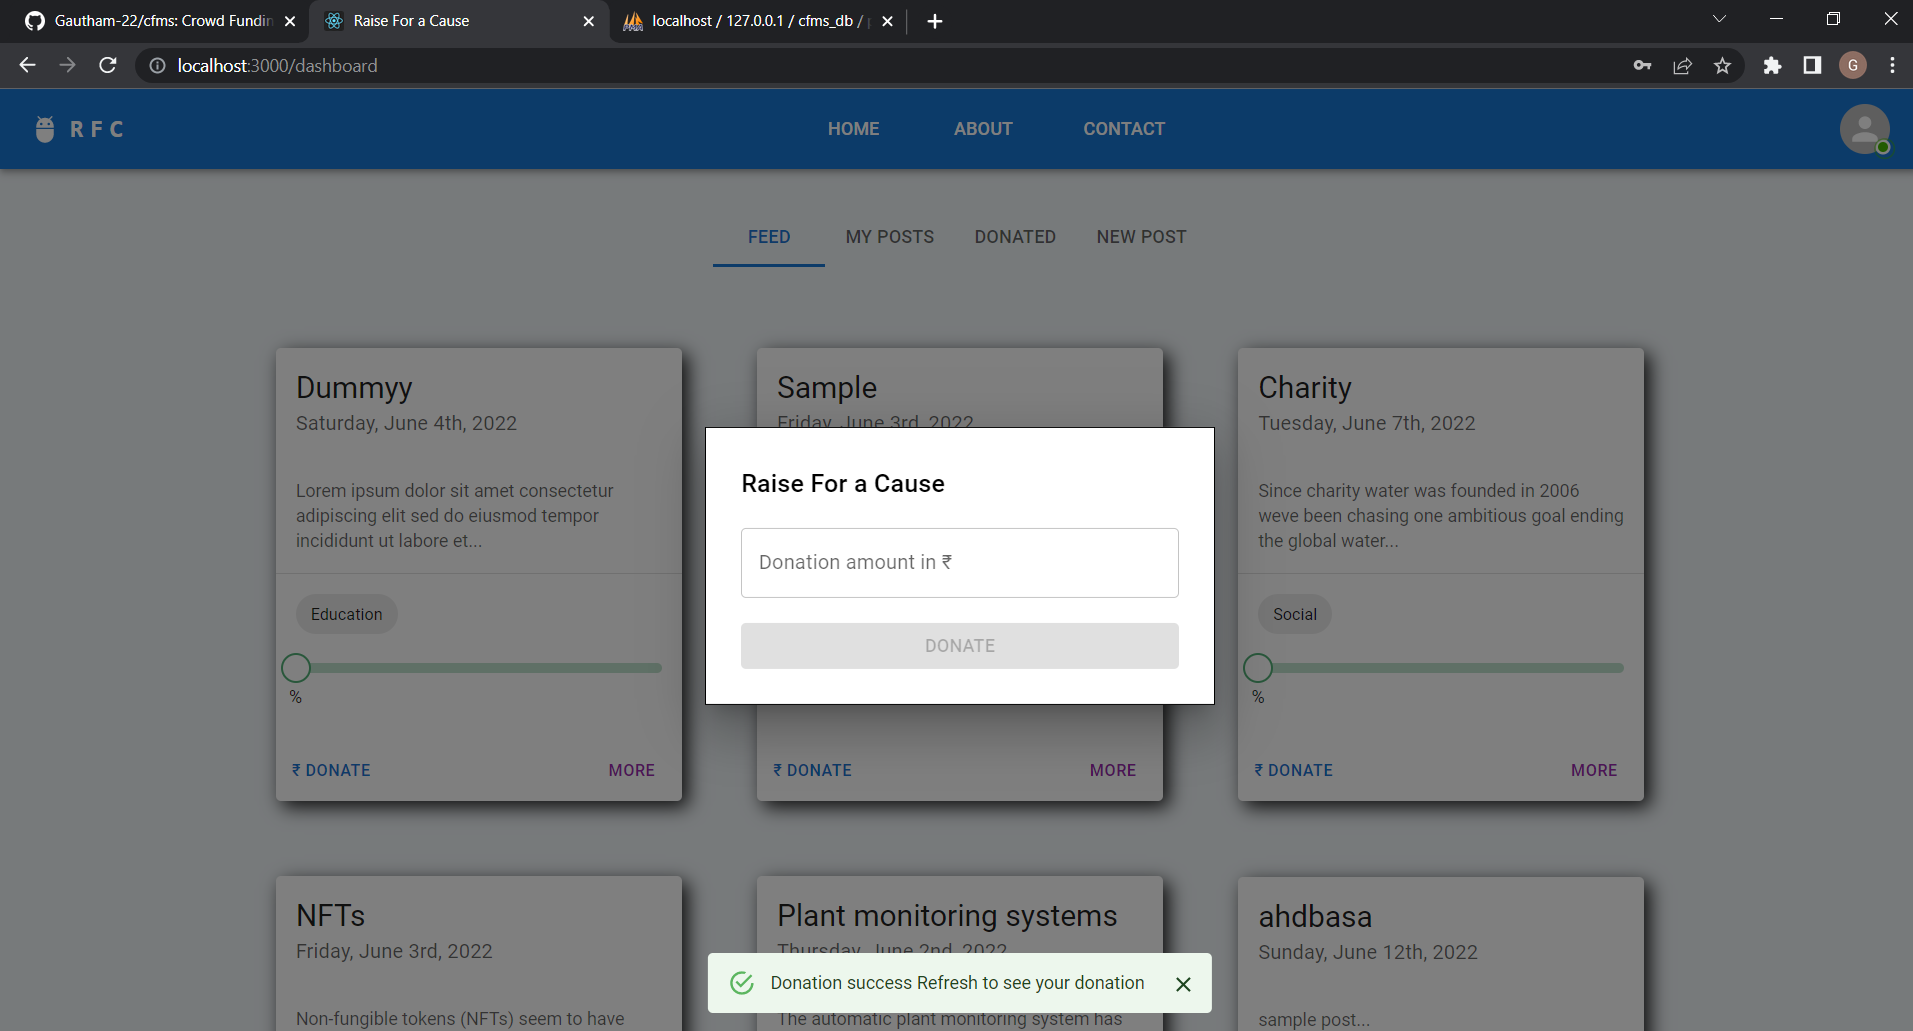 Gautham-22/cfms: Crowd Fundin
Raise For a Cause
localhost / 127.0.0.1 / cfms_db /
localhost:3000/dashboard
G
RFC
HOME
ABOUT
CONTACT
FEED
MY POSTS
DONATED
NEW POST
Dummyy
Saturday, June 4th, 2022
Lorem ipsum dolor sit amet consectetur
adipiscing elit sed do eiusmod tempor
incididunt ut labore et...
Education
%
₹ DONATE
MORE
Sample
Friday, June 3rd, 2022
₹ DONATE
MORE
Charity
Tuesday, June 7th, 2022
Since charity water was founded in 2006
weve been chasing one ambitious goal ending
the global water...
Social
%
₹ DONATE
MORE
Raise For a Cause
Donation amount in ₹
DONATE
NFTs
Friday, June 3rd, 2022
Non-fungible tokens (NFTs) seem to have
Plant monitoring systems
Thursday, June 2nd, 2022
The automatic plant monitoring system has
ahdbasa
Sunday, June 12th, 2022
sample post...
Donation success Refresh to see your donation